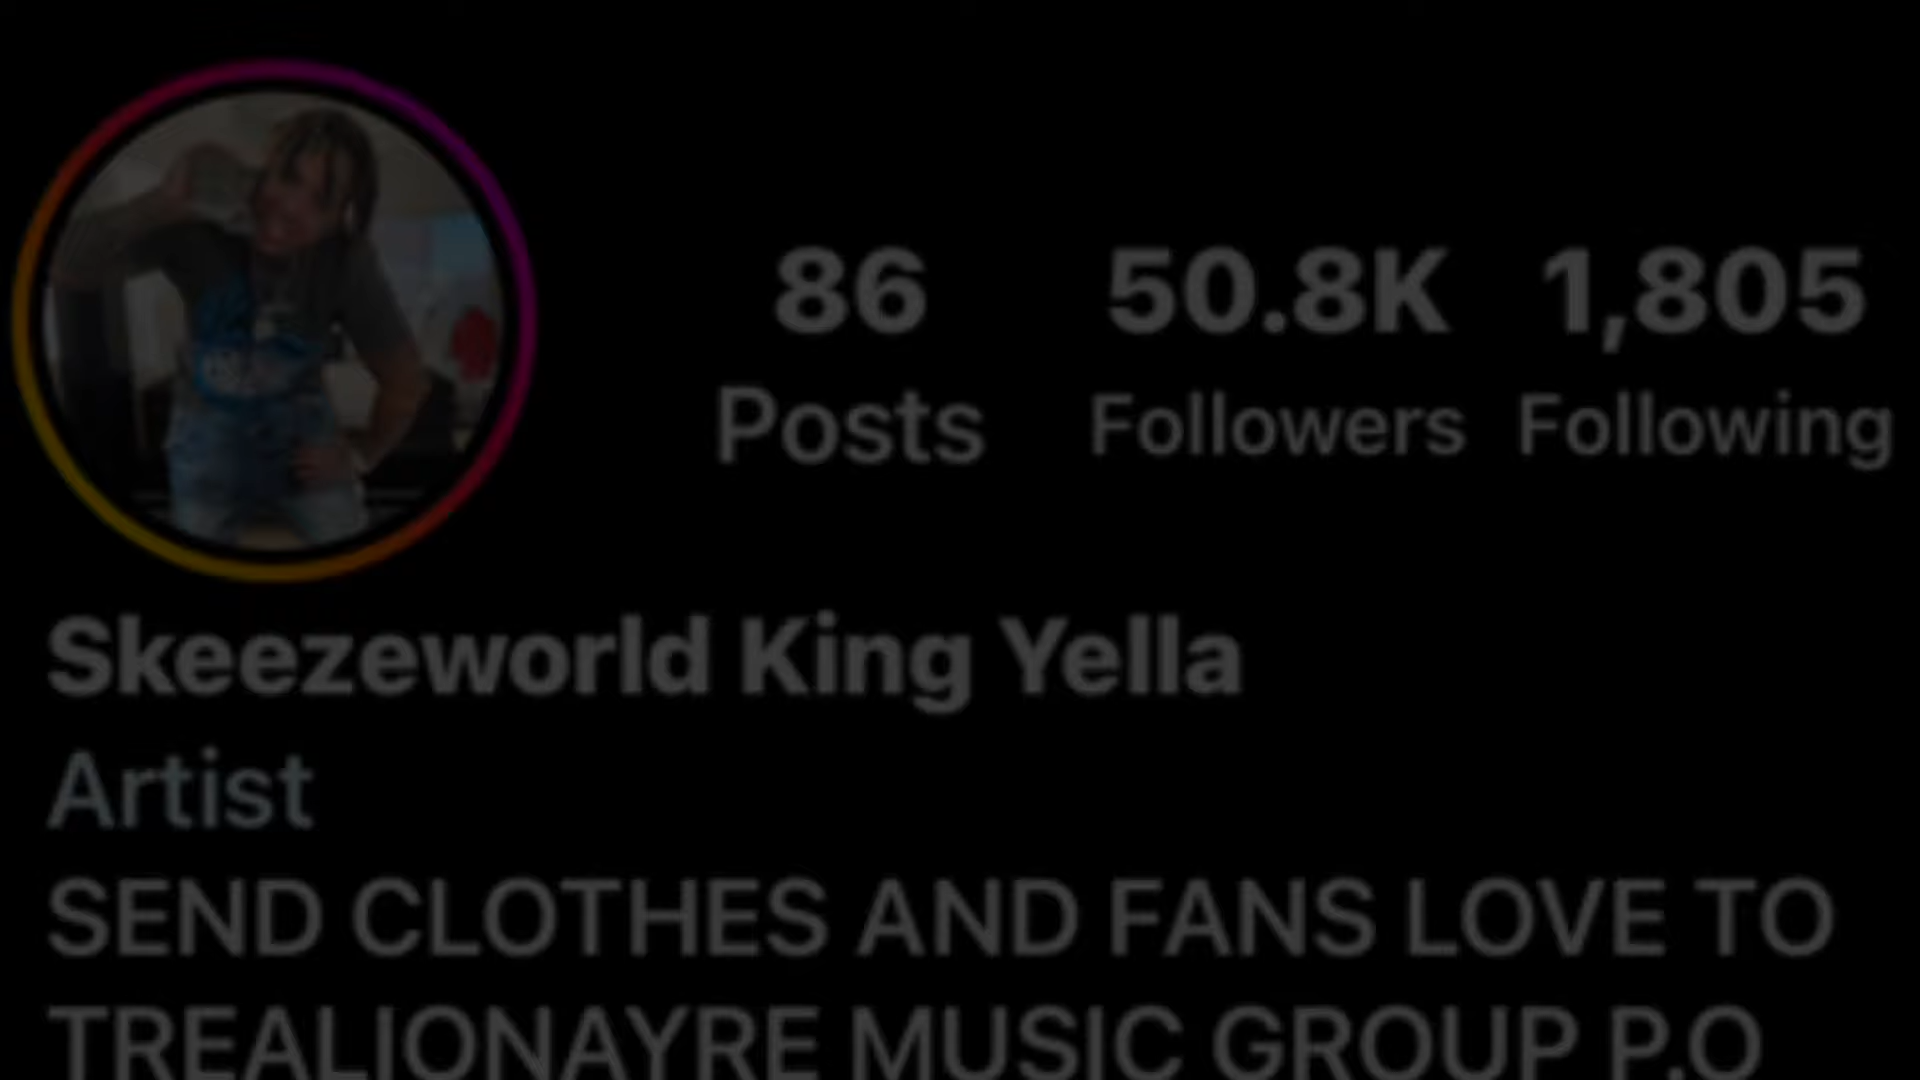 86 50.8K 1,805
Posts Followers Following
Skeezeworld King Yella
Artist
SEND CLOTHES AND FANS LOVE TO
TREALIONAYRE MUSIC GROUP P.O